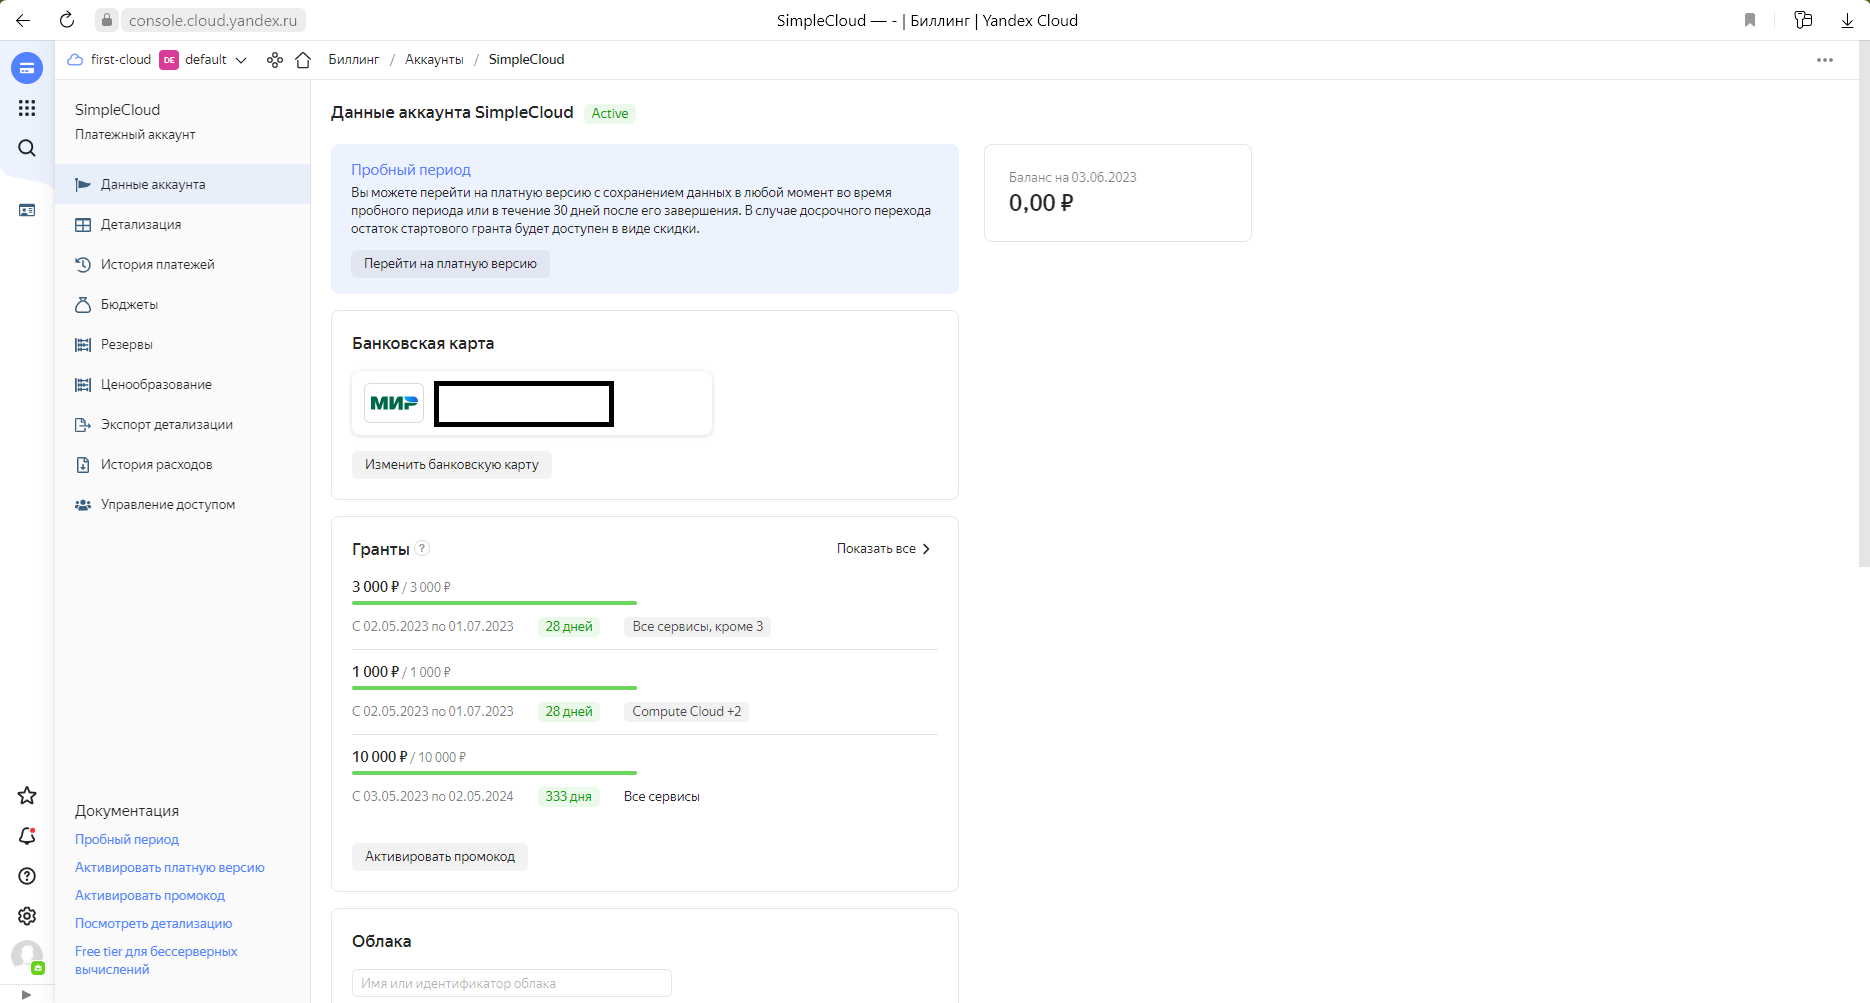 console.cloud.yandex.ru
SimpleCloud — - | Биллинг | Yandex Cloud
first-cloud DE default
Биллинг / Аккаунты / SimpleCloud
SimpleCloud
Платежный аккаунт
Данные аккаунта
Детализация
История платежей
Бюджеты
Резервы
Ценообразование
Экспорт детализации
История расходов
Управление доступом
Документация
Пробный период
Активировать платную версию
Активировать промокод
Посмотреть детализацию
Free tier для бессерверных
вычислений
Данные аккаунта SimpleCloud Active
Пробный период
Вы можете перейти на платную версию с сохранением данных в любой момент во время
пробного периода или в течение 30 дней после его завершения. В случае досрочного перехода
остаток стартового гранта будет доступен в виде скидки.
Перейти на платную версию
Баланс на 03.06.2023
0,00 ₽
Банковская карта
МИР
Изменить банковскую карту
Гранты ?
Показать все
3 000 ₽ / 3 000 ₽
С 02.05.2023 по 01.07.2023 28 дней Все сервисы, кроме 3
1 000 ₽ / 1 000 ₽
С 02.05.2023 по 01.07.2023 28 дней Compute Cloud +2
10 000 ₽ / 10 000 ₽
С 03.05.2023 по 02.05.2024 333 дня Все сервисы
Активировать промокод
Облака
Имя или идентификатор облака